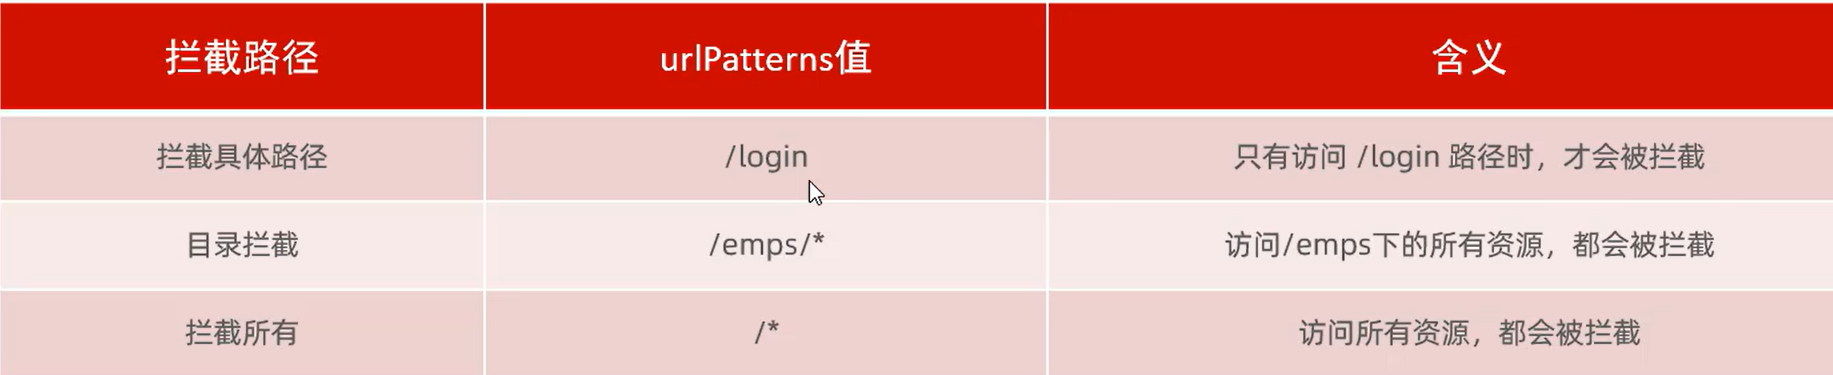 拦截路径 urlPatterns值 含义
拦截具体路径 /login 只有访问 /login 路径时，才会被拦截
目录拦截 /emps/* 访问/emps下的所有资源，都会被拦截
拦截所有 /* 访问所有资源，都会被拦截